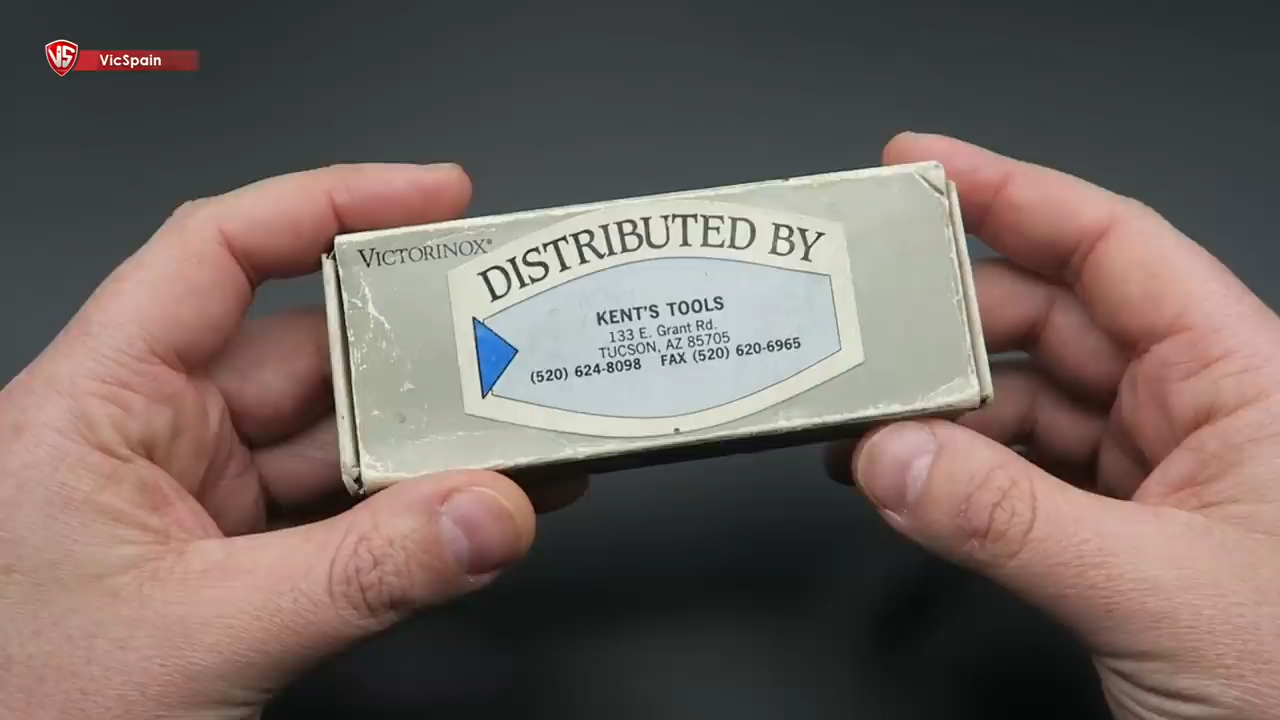 VS
VicSpain
VICTORINOX®
DISTRIBUTED BY
KENT'S TOOLS
133 E. Grant Rd.
TUCSON, AZ 85705
(520) 624-8098 FAX (520) 620-6965